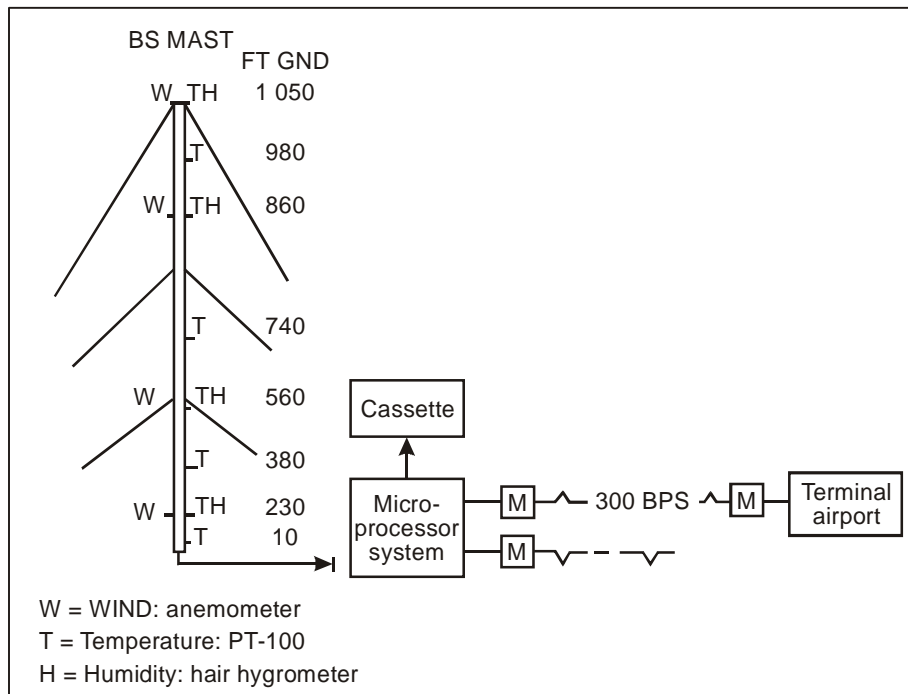 BS MAST
FT GND
W TH 1 050
T 980
W TH 860
T 740
W TH 560
T 380
W TH 230
T 10
Cassette
Micro-
processor
system
M 300 BPS M
Terminal
airport
M
W = WIND: anemometer
T = Temperature: PT-100
H = Humidity: hair hygrometer